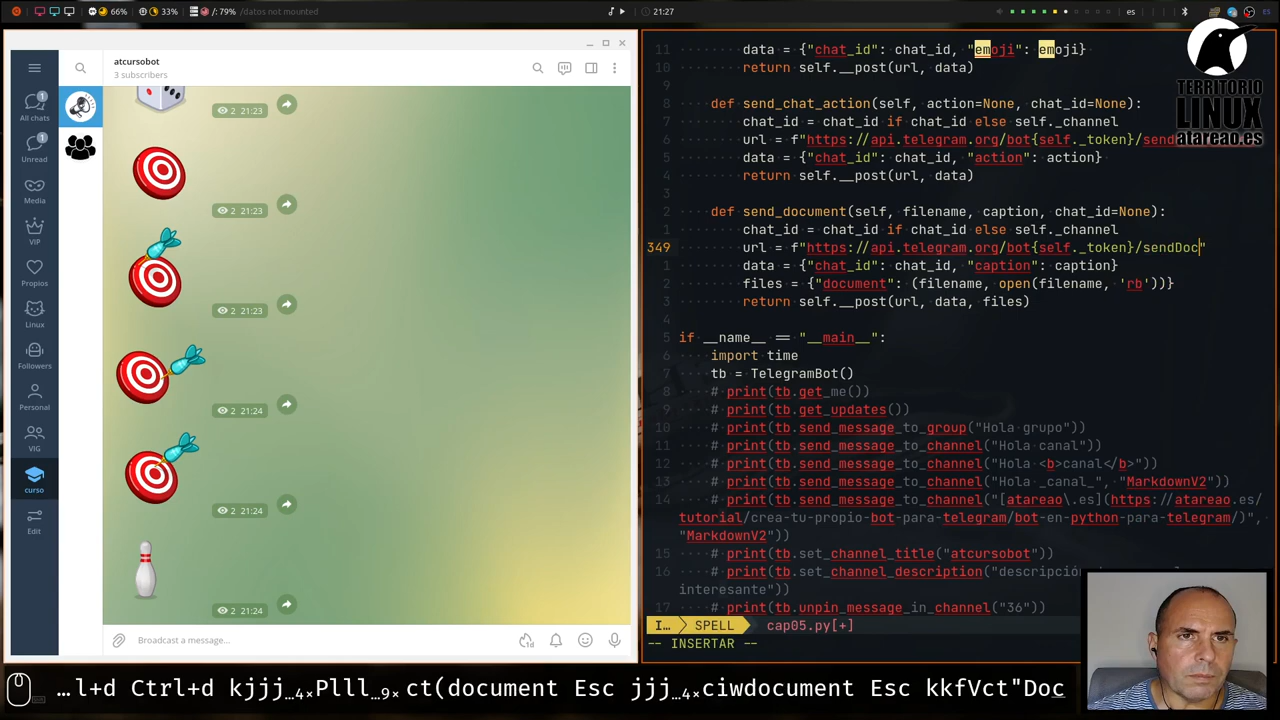 66%
33%
/: 79%
/datos not mounted
21:27
es
ES
atcursobot
3 subscribers
1
All chats
1
Unread
Media
VIP
Propios
Linux
Followers
Personal
VIG
curso
Edit
2 21:23
2 21:23
2 21:23
2 21:24
2 21:24
2 21:24
Broadcast a message...
11 data = {"chat_id": chat_id, "emoji": emoji}
10 return self.__post(url, data)
9
8 def send_chat_action(self, action=None, chat_id=None):
7 chat_id = chat_id if chat_id else self._channel
6 url = f"https://api.telegram.org/bot{self._token}/send
5 data = {"chat_id": chat_id, "action": action}
4 return self.__post(url, data)
3
2 def send_document(self, filename, caption, chat_id=None):
1 chat_id = chat_id if chat_id else self._channel
349 url = f"https://api.telegram.org/bot{self._token}/sendDoc"
1 data = {"chat_id": chat_id, "caption": caption}
2 files = {"document": (filename, open(filename, 'rb'))}
3 return self.__post(url, data, files)
4
5 if __name__ == "__main__":
6 import time
7 tb = TelegramBot()
8 # print(tb.get_me())
9 # print(tb.get_updates())
10 # print(tb.send_message_to_group("Hola grupo"))
11 # print(tb.send_message_to_channel("Hola canal"))
12 # print(tb.send_message_to_channel("Hola <b>canal</b>"))
13 # print(tb.send_message_to_channel("Hola _canal_", "MarkdownV2"))
14 # print(tb.send_message_to_channel("[atareao\.es](https://atareao.es/
tutorial/crea-tu-propio-bot-para-telegram/bot-en-python-para-telegram/)",
"MarkdownV2"))
15 # print(tb.set_channel_title("atcursobot"))
16 # print(tb.set_channel_description("descripción
interesante"))
17 # print(tb.unpin_message_in_channel("36"))
I… SPELL cap05.py[+]
-- INSERTAR --
TERRITORIO
LINUX
atareao.es
…l+d Ctrl+d kjjj…4×Plll…9× ct(document Esc jjj…4×ciwdocument Esc kkfVct"Doc